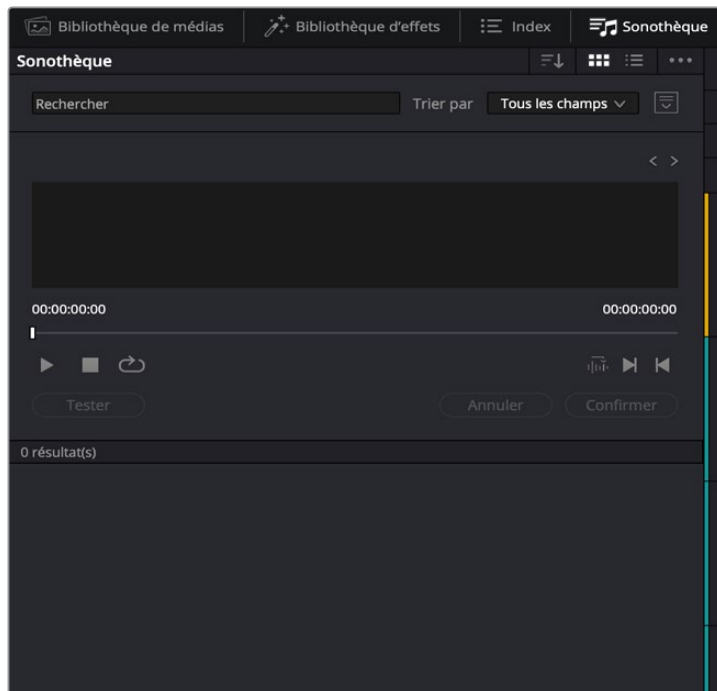 Bibliothèque de médias Bibliothèque d'effets Index Sonothèque
Sonothèque
Rechercher Trier par Tous les champs
00:00:00:00 00:00:00:00
Tester Annuler Confirmer
0 résultat(s)